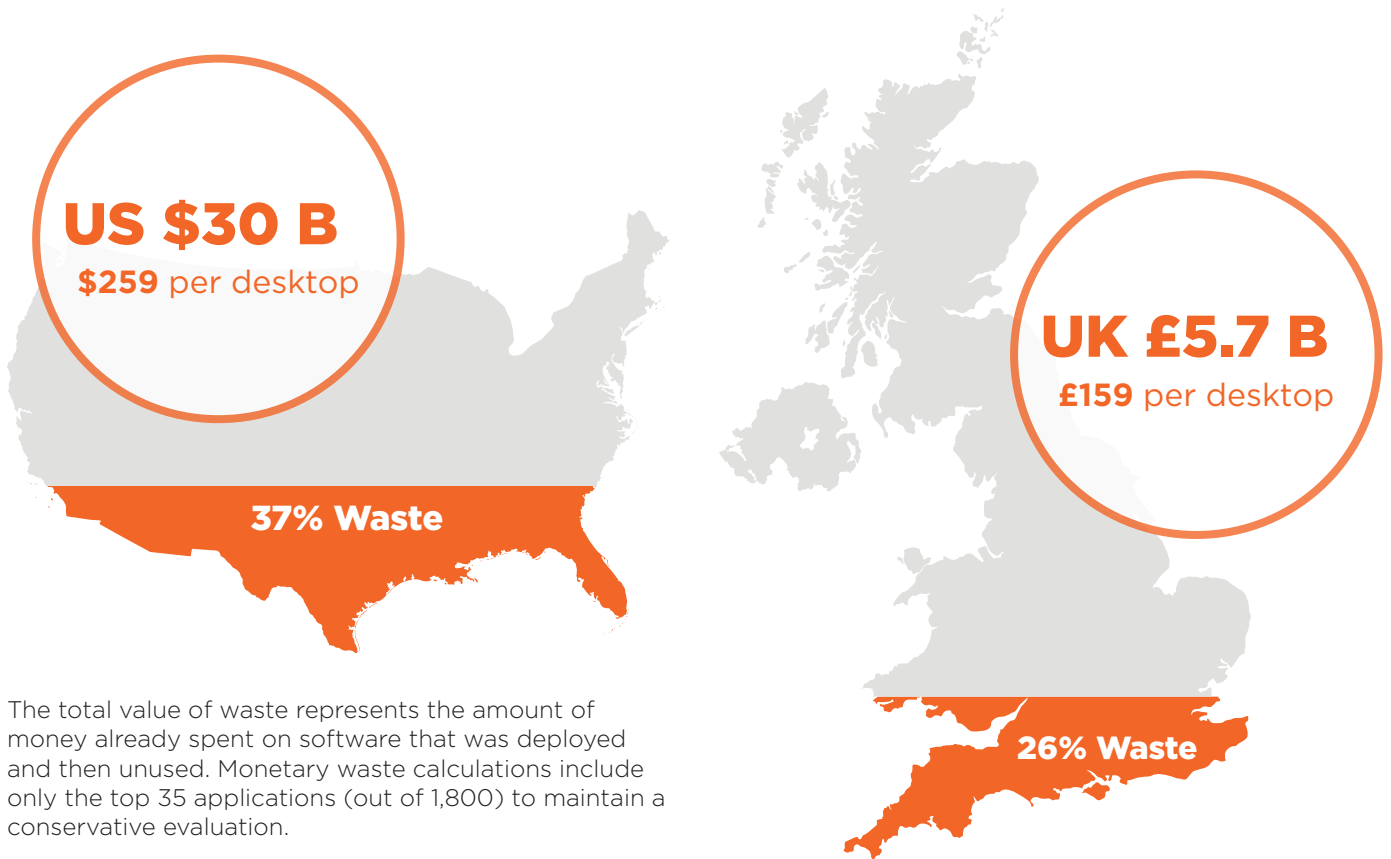 US $30 B
$259 per desktop
37% Waste
UK £5.7 B
£159 per desktop
26% Waste
The total value of waste represents the amount of
money already spent on software that was deployed
and then unused. Monetary waste calculations include
only the top 35 applications (out of 1,800) to maintain a
conservative evaluation.